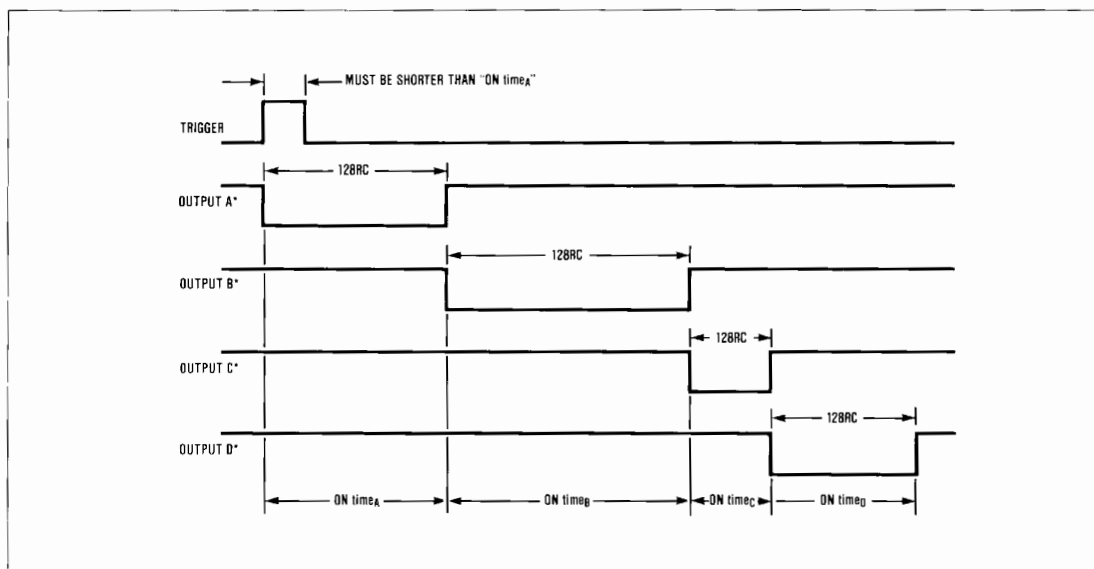 MUST BE SHORTER THAN "ON timeA"
TRIGGER
128RC
OUTPUT A*
128RC
OUTPUT B*
128RC
OUTPUT C*
128RC
OUTPUT D*
ON timeA
ON timeB
ON timeC
ON timeD